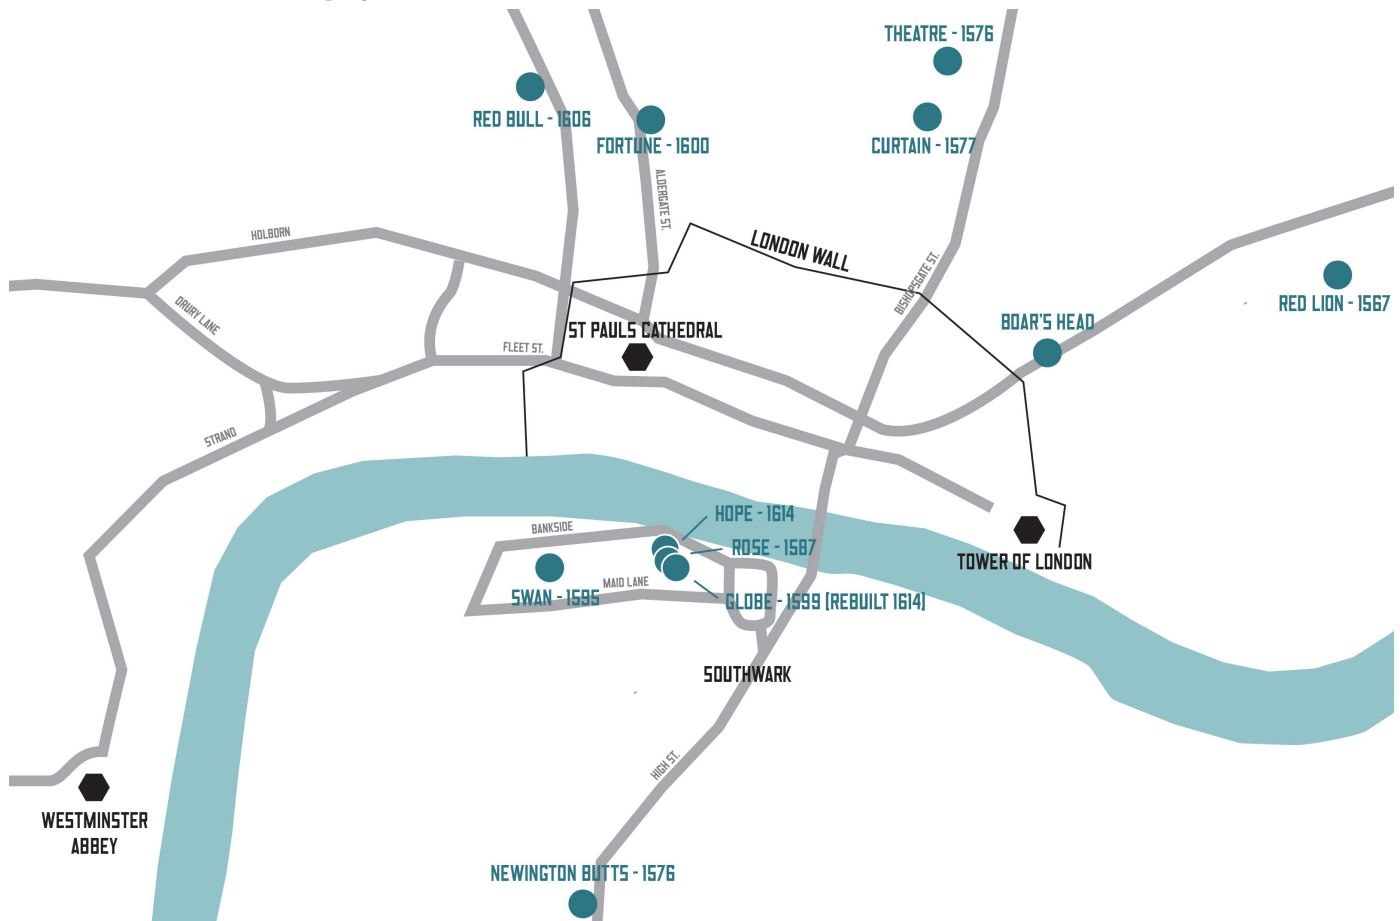 THEATRE - 1576
RED BULL - 1606
FORTUNE - 1600
CURTAIN - 1577
ALDERGATE ST.
HOLBORN
LONDON WALL
BISHOPSGATE ST.
RED LION - 1567
DRURY LANE
BOAR'S HEAD
ST PAULS CATHEDRAL
FLEET ST.
STRAND
HOPE - 1614
BANKSIDE
ROSE - 1587
TOWER OF LONDON
MAID LANE
SWAN - 1595
GLOBE - 1599 [REBUILT 1614]
SOUTHWARK
HIGH ST.
WESTMINSTER
ABBEY
NEWINGTON BUTTS - 1576